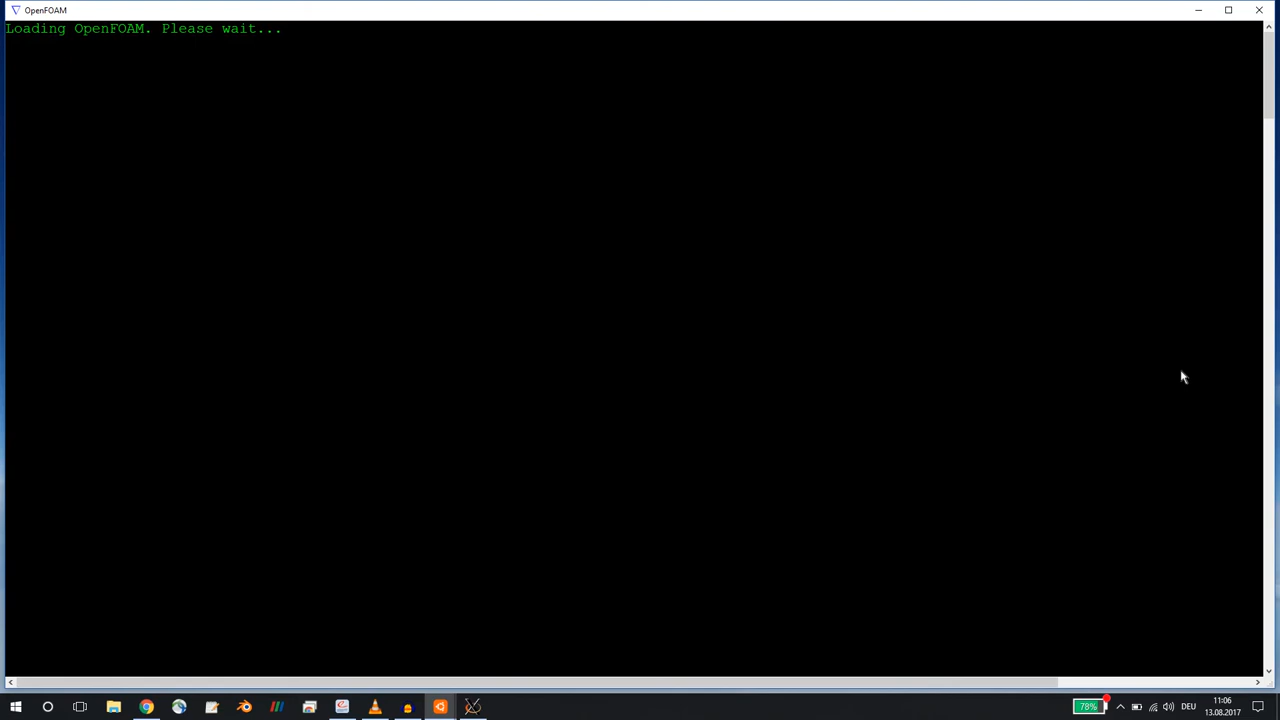 OpenFOAM
Loading OpenFOAM. Please wait...
78%
DEU
11:06
13.08.2017